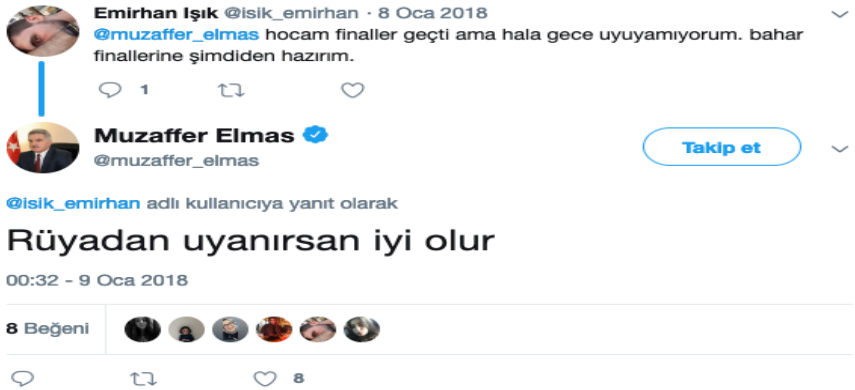 Emirhan Işık @isik_emirhan · 8 Oca 2018
@muzaffer_elmas hocam finaller geçti ama hala gece uyuyamıyorum. bahar
finallerine şimdiden hazırım.
1
Muzaffer Elmas
@muzaffer_elmas
Takip et
@isik_emirhan adlı kullanıcıya yanıt olarak
Rüyadan uyanırsan iyi olur
00:32 - 9 Oca 2018
8 Beğeni
8